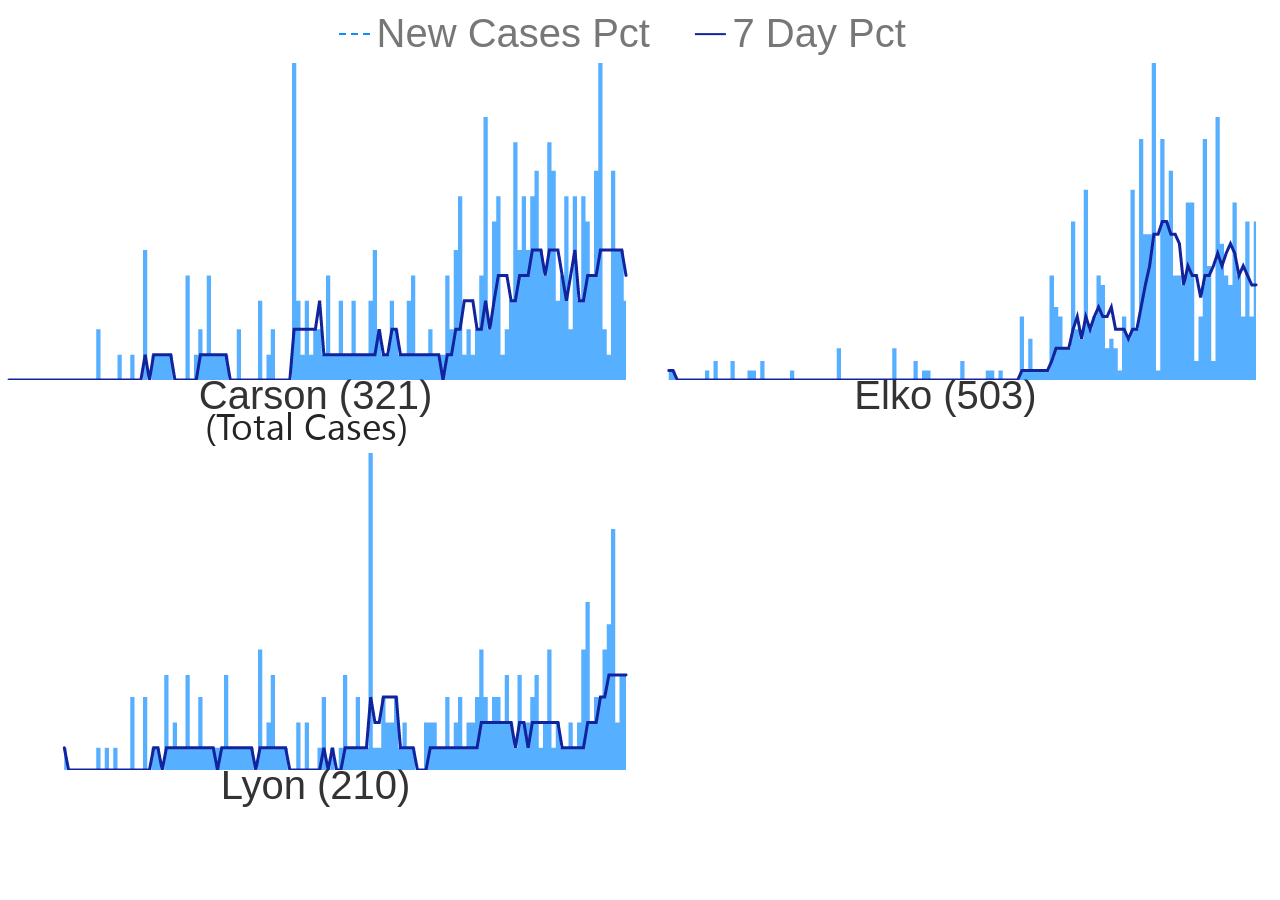 New Cases Pct 7 Day Pct
Carson (321)
(Total Cases)
Elko (503)
Lyon (210)